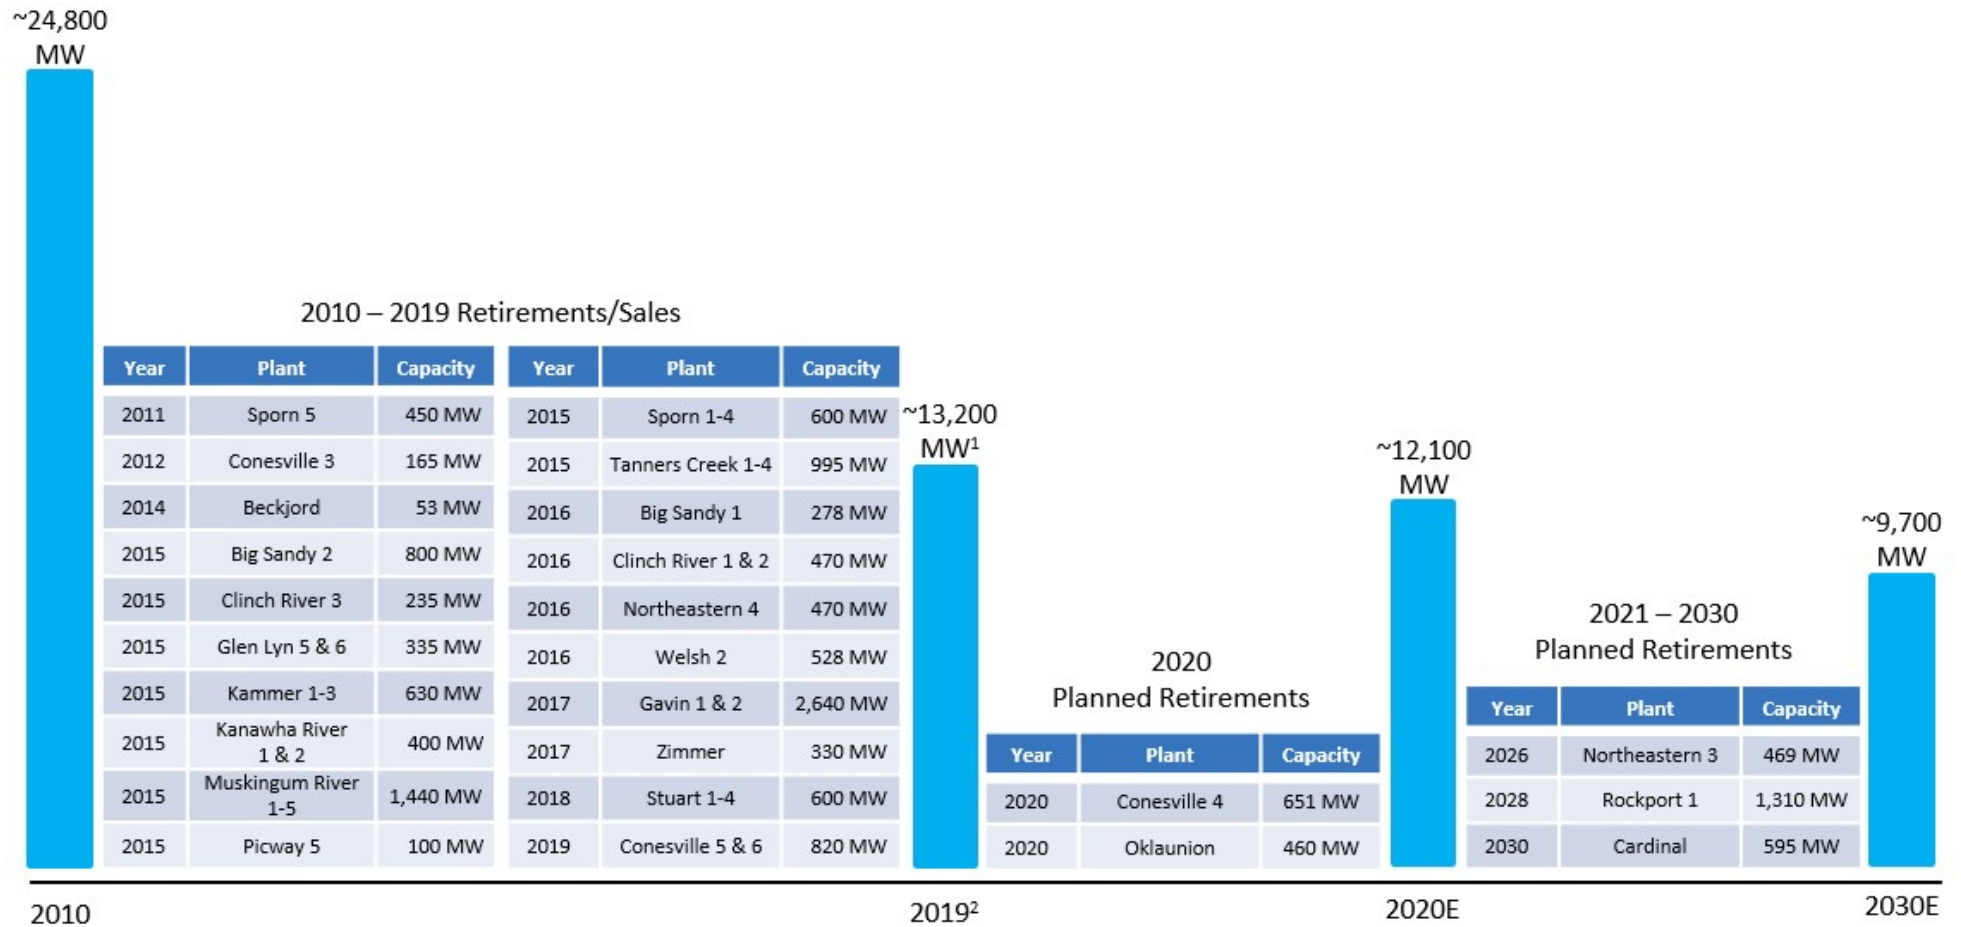 ~24,800
MW
2010 – 2019 Retirements/Sales
Year Plant Capacity
2011 Sporn 5 450 MW
2012 Conesville 3 165 MW
2014 Beckjord 53 MW
2015 Big Sandy 2 800 MW
2015 Clinch River 3 235 MW
2015 Glen Lyn 5 & 6 335 MW
2015 Kammer 1-3 630 MW
2015 Kanawha River
1 & 2 400 MW
2015 Muskingum River
1-5 1,440 MW
2015 Picway 5 100 MW
Year Plant Capacity
2015 Sporn 1-4 600 MW
2015 Tanners Creek 1-4 995 MW
2016 Big Sandy 1 278 MW
2016 Clinch River 1 & 2 470 MW
2016 Northeastern 4 470 MW
2016 Welsh 2 528 MW
2017 Gavin 1 & 2 2,640 MW
2017 Zimmer 330 MW
2018 Stuart 1-4 600 MW
2019 Conesville 5 & 6 820 MW
~13,200
MW¹
2020
Planned Retirements
Year Plant Capacity
2020 Conesville 4 651 MW
2020 Oklaunion 460 MW
~12,100
MW
2021 – 2030
Planned Retirements
Year Plant Capacity
2026 Northeastern 3 469 MW
2028 Rockport 1 1,310 MW
2030 Cardinal 595 MW
~9,700
MW
2010 2019² 2020E 2030E